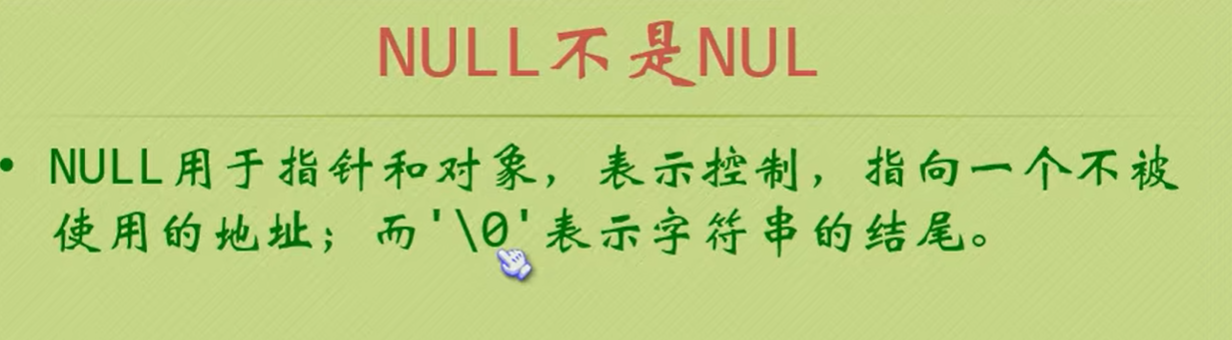 NULL不是NUL
• NULL用于指针和对象，表示控制，指向一个不被
使用的地址；而'\0'表示字符串的结尾。